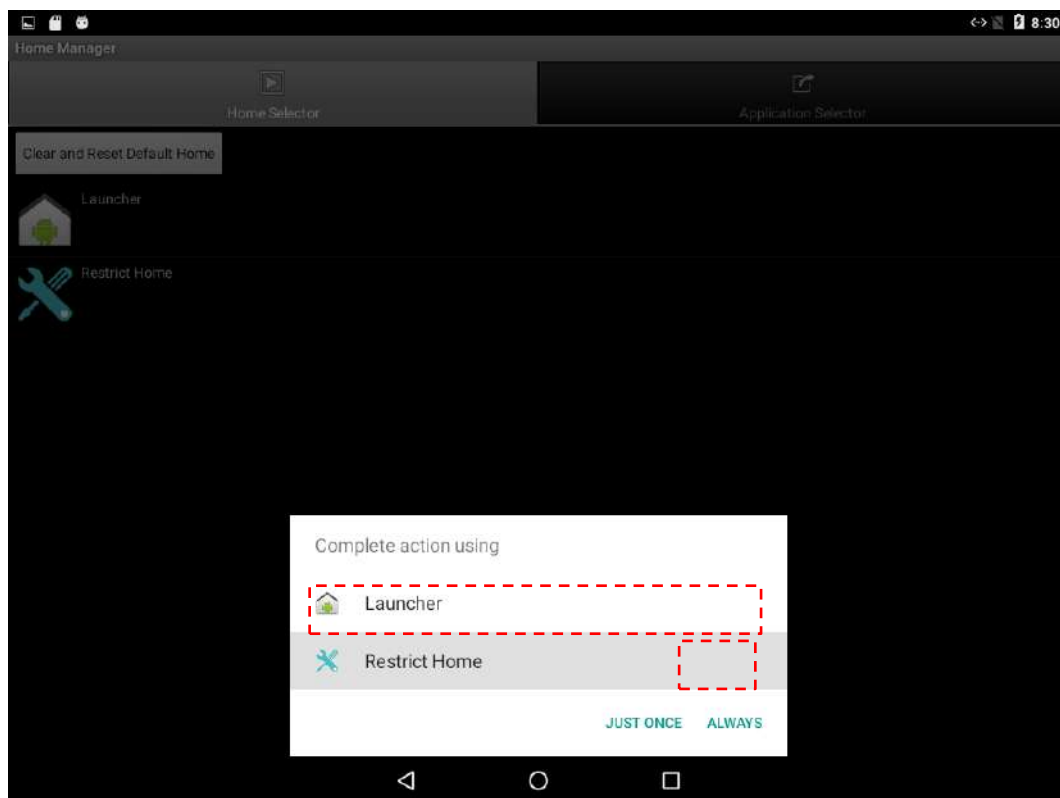 8:30
Home Manager
Home Selector
Application Selector
Clear and Reset Default Home
Launcher
Restrict Home
Complete action using
Launcher
Restrict Home
JUST ONCE ALWAYS